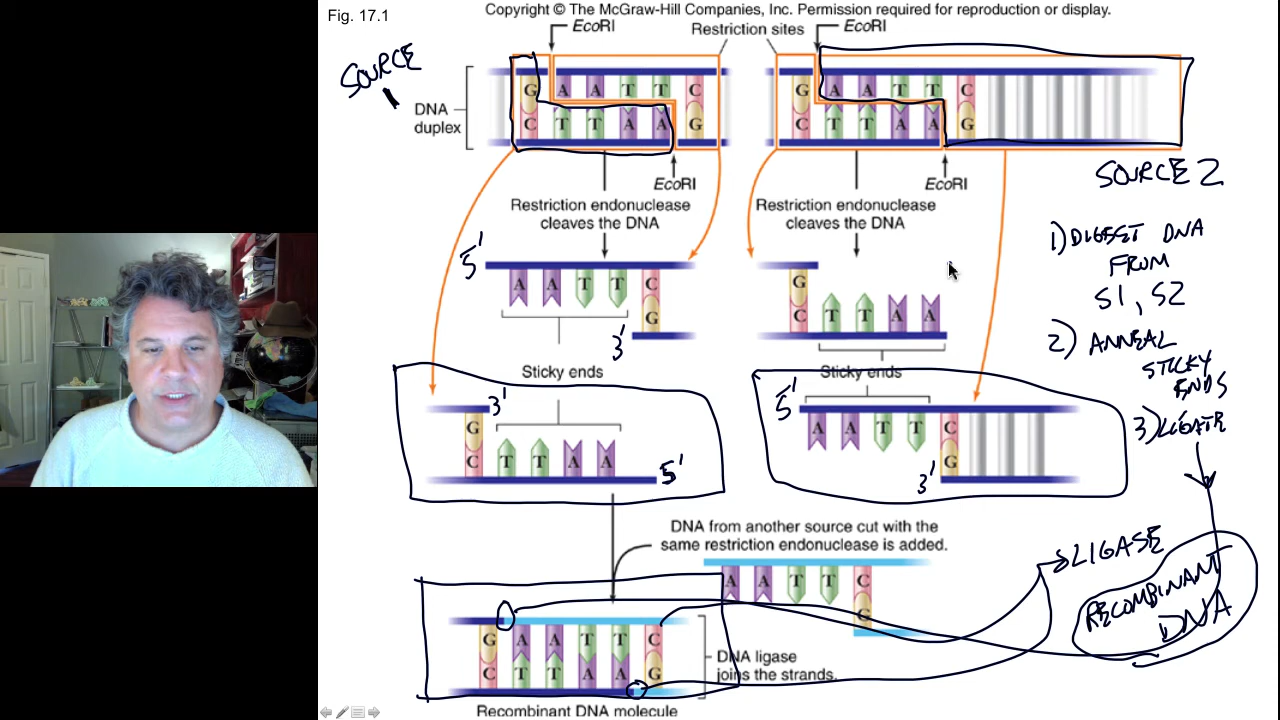 Copyright © The McGraw-Hill Companies, Inc. Permission required for reproduction or display.
Fig. 17.1
EcoRI
Restriction sites
EcoRI
SOURCE
1
DNA
duplex
G A A T T C
C T T A A G
G A A T T C
C T T A A G
EcoRI
EcoRI
SOURCE 2
Restriction endonuclease
cleaves the DNA
Restriction endonuclease
cleaves the DNA
1) DIGEST DNA
FROM
S1, S2
2) ANNEAL
STICKY
ENDS
3) LIGATE
5'
A A T T C
G
3'
G
C T T A A
Sticky ends
Sticky ends
3'
G
C T T A A
5'
5'
A A T T C
G
3'
DNA from another source cut with the
same restriction endonuclease is added.
A A T T C
G
LIGASE
RECOMBINANT
DNA
G A A T T C
C T T A A G
DNA ligase
joins the strands.
Recombinant DNA molecule